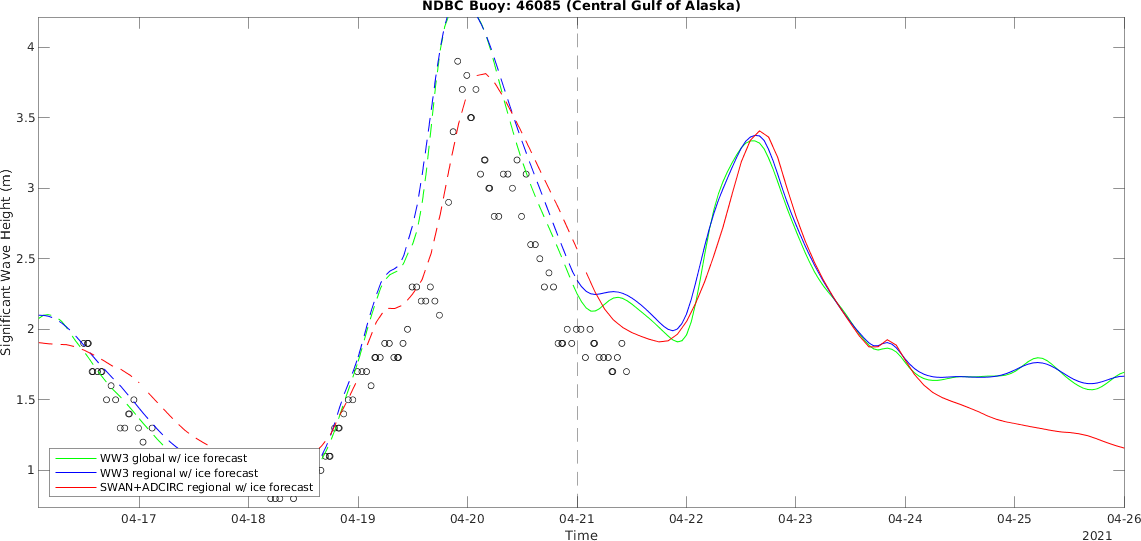 NDBC Buoy: 46085 (Central Gulf of Alaska)
Significant Wave Height (m)
4
3.5
3
2.5
2
1.5
1
WW3 global w/ ice forecast
WW3 regional w/ ice forecast
SWAN+ADCIRC regional w/ ice forecast
04-17 04-18 04-19 04-20 04-21 04-22 04-23 04-24 04-25 04-26
Time
2021